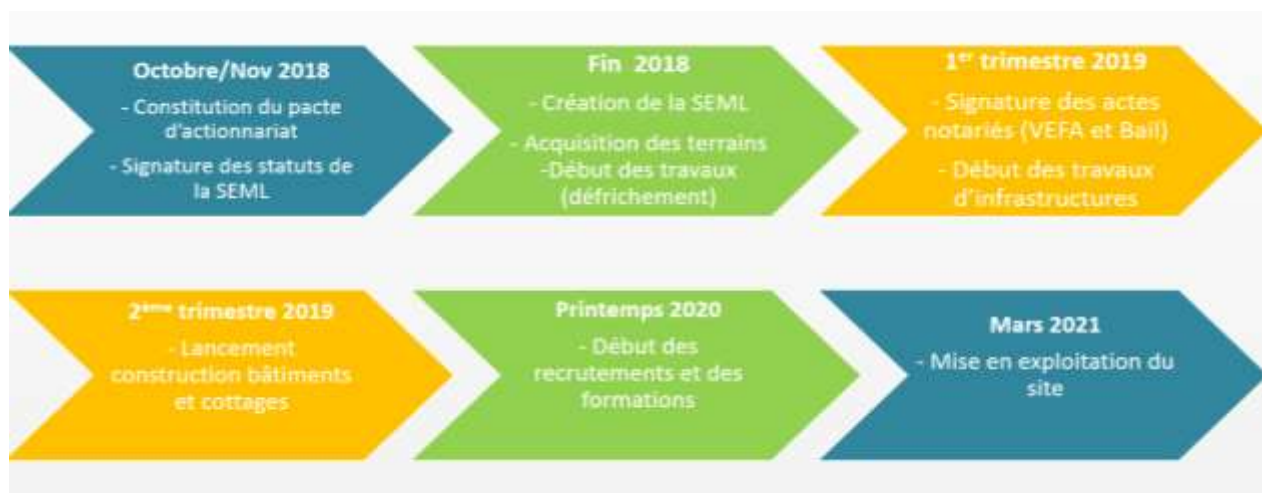 Octobre/Nov 2018
- Constitution du pacte
d'actionnariat
- Signature des statuts de
la SEML
Fin 2018
- Création de la SEML
- Acquisition des terrains
-Début des travaux
(défrichement)
1er trimestre 2019
- Signature des actes
notariés (VEFA et Bail)
- Début des travaux
d'infrastructures
2ème trimestre 2019
- Lancement
construction bâtiments
et cottages
Printemps 2020
- Début des
recrutements et des
formations
Mars 2021
- Mise en exploitation du
site